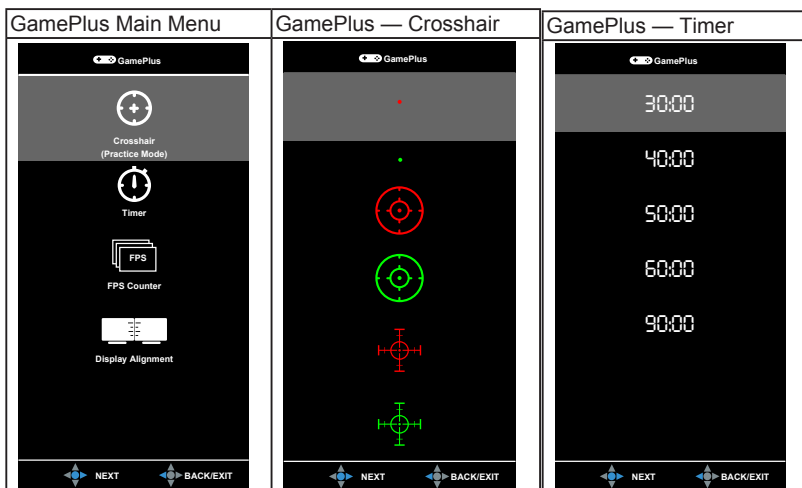 GamePlus Main Menu
GamePlus
Crosshair
(Practice Mode)
Timer
FPS
FPS Counter
Display Alignment
NEXT BACK/EXIT
GamePlus — Crosshair
GamePlus
NEXT BACK/EXIT
GamePlus — Timer
GamePlus
30:00
40:00
50:00
60:00
90:00
NEXT BACK/EXIT